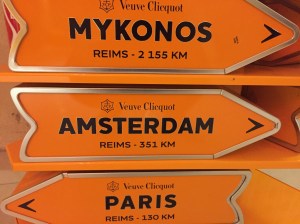 Veuve Clicquot
MYKONOS
REIMS - 2 155 KM
Veuve Clicquot
AMSTERDAM
REIMS - 351 KM
Veuve Clicquot
PARIS
REIMS - 130 KM